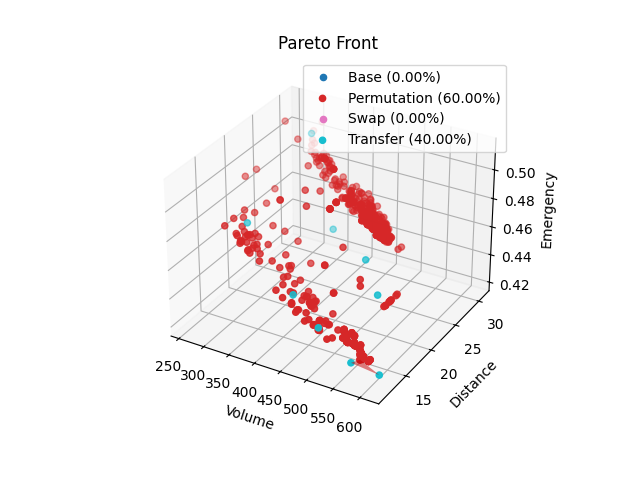 Pareto Front
Base (0.00%)
Permutation (60.00%)
Swap (0.00%)
Transfer (40.00%)
0.50
0.48
0.46
0.44
0.42
Emergency
30
25
20
15
Distance
250
300
350
400
450
500
550
600
Volume